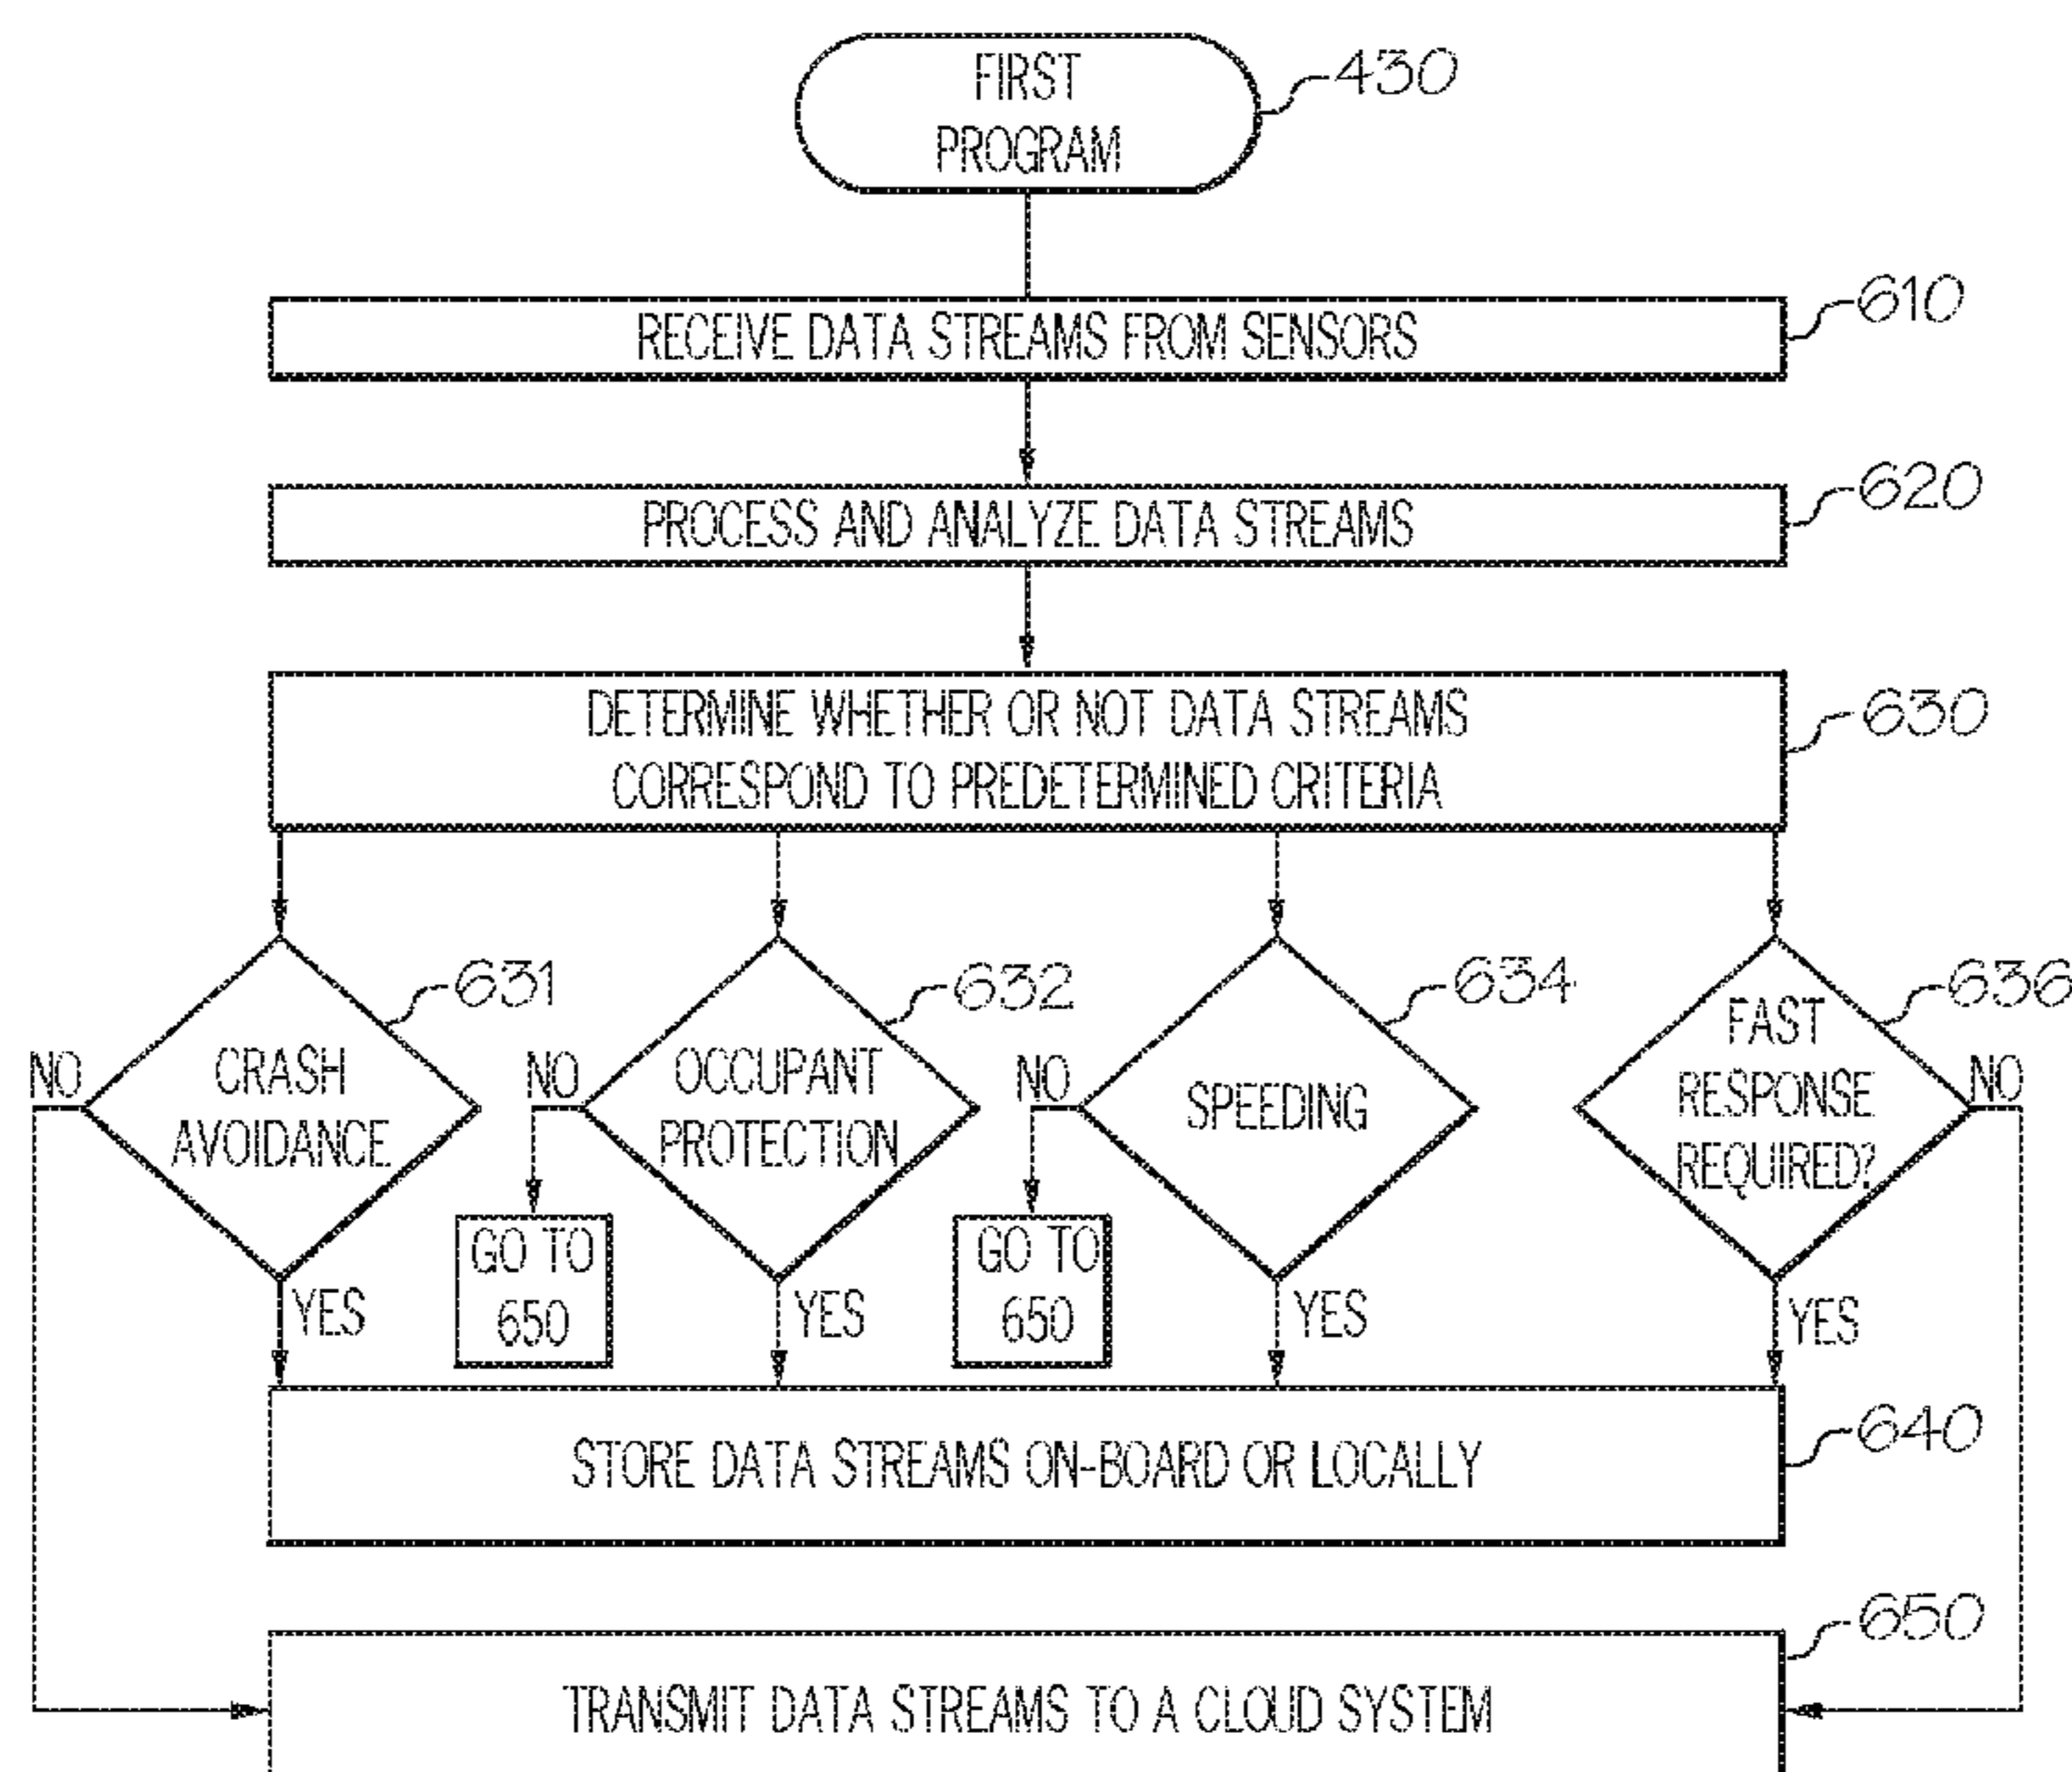 FIRST
PROGRAM
430
RECEIVE DATA STREAMS FROM SENSORS
610
PROCESS AND ANALYZE DATA STREAMS
620
DETERMINE WHETHER OR NOT DATA STREAMS
CORRESPOND TO PREDETERMINED CRITERIA
630
631
632
634
636
NO
CRASH
AVOIDANCE
NO
OCCUPANT
PROTECTION
NO
SPEEDING
FAST
RESPONSE
REQUIRED?
NO
GO TO
650
GO TO
650
YES
YES
YES
YES
STORE DATA STREAMS ON-BOARD OR LOCALLY
640
TRANSMIT DATA STREAMS TO A CLOUD SYSTEM
650